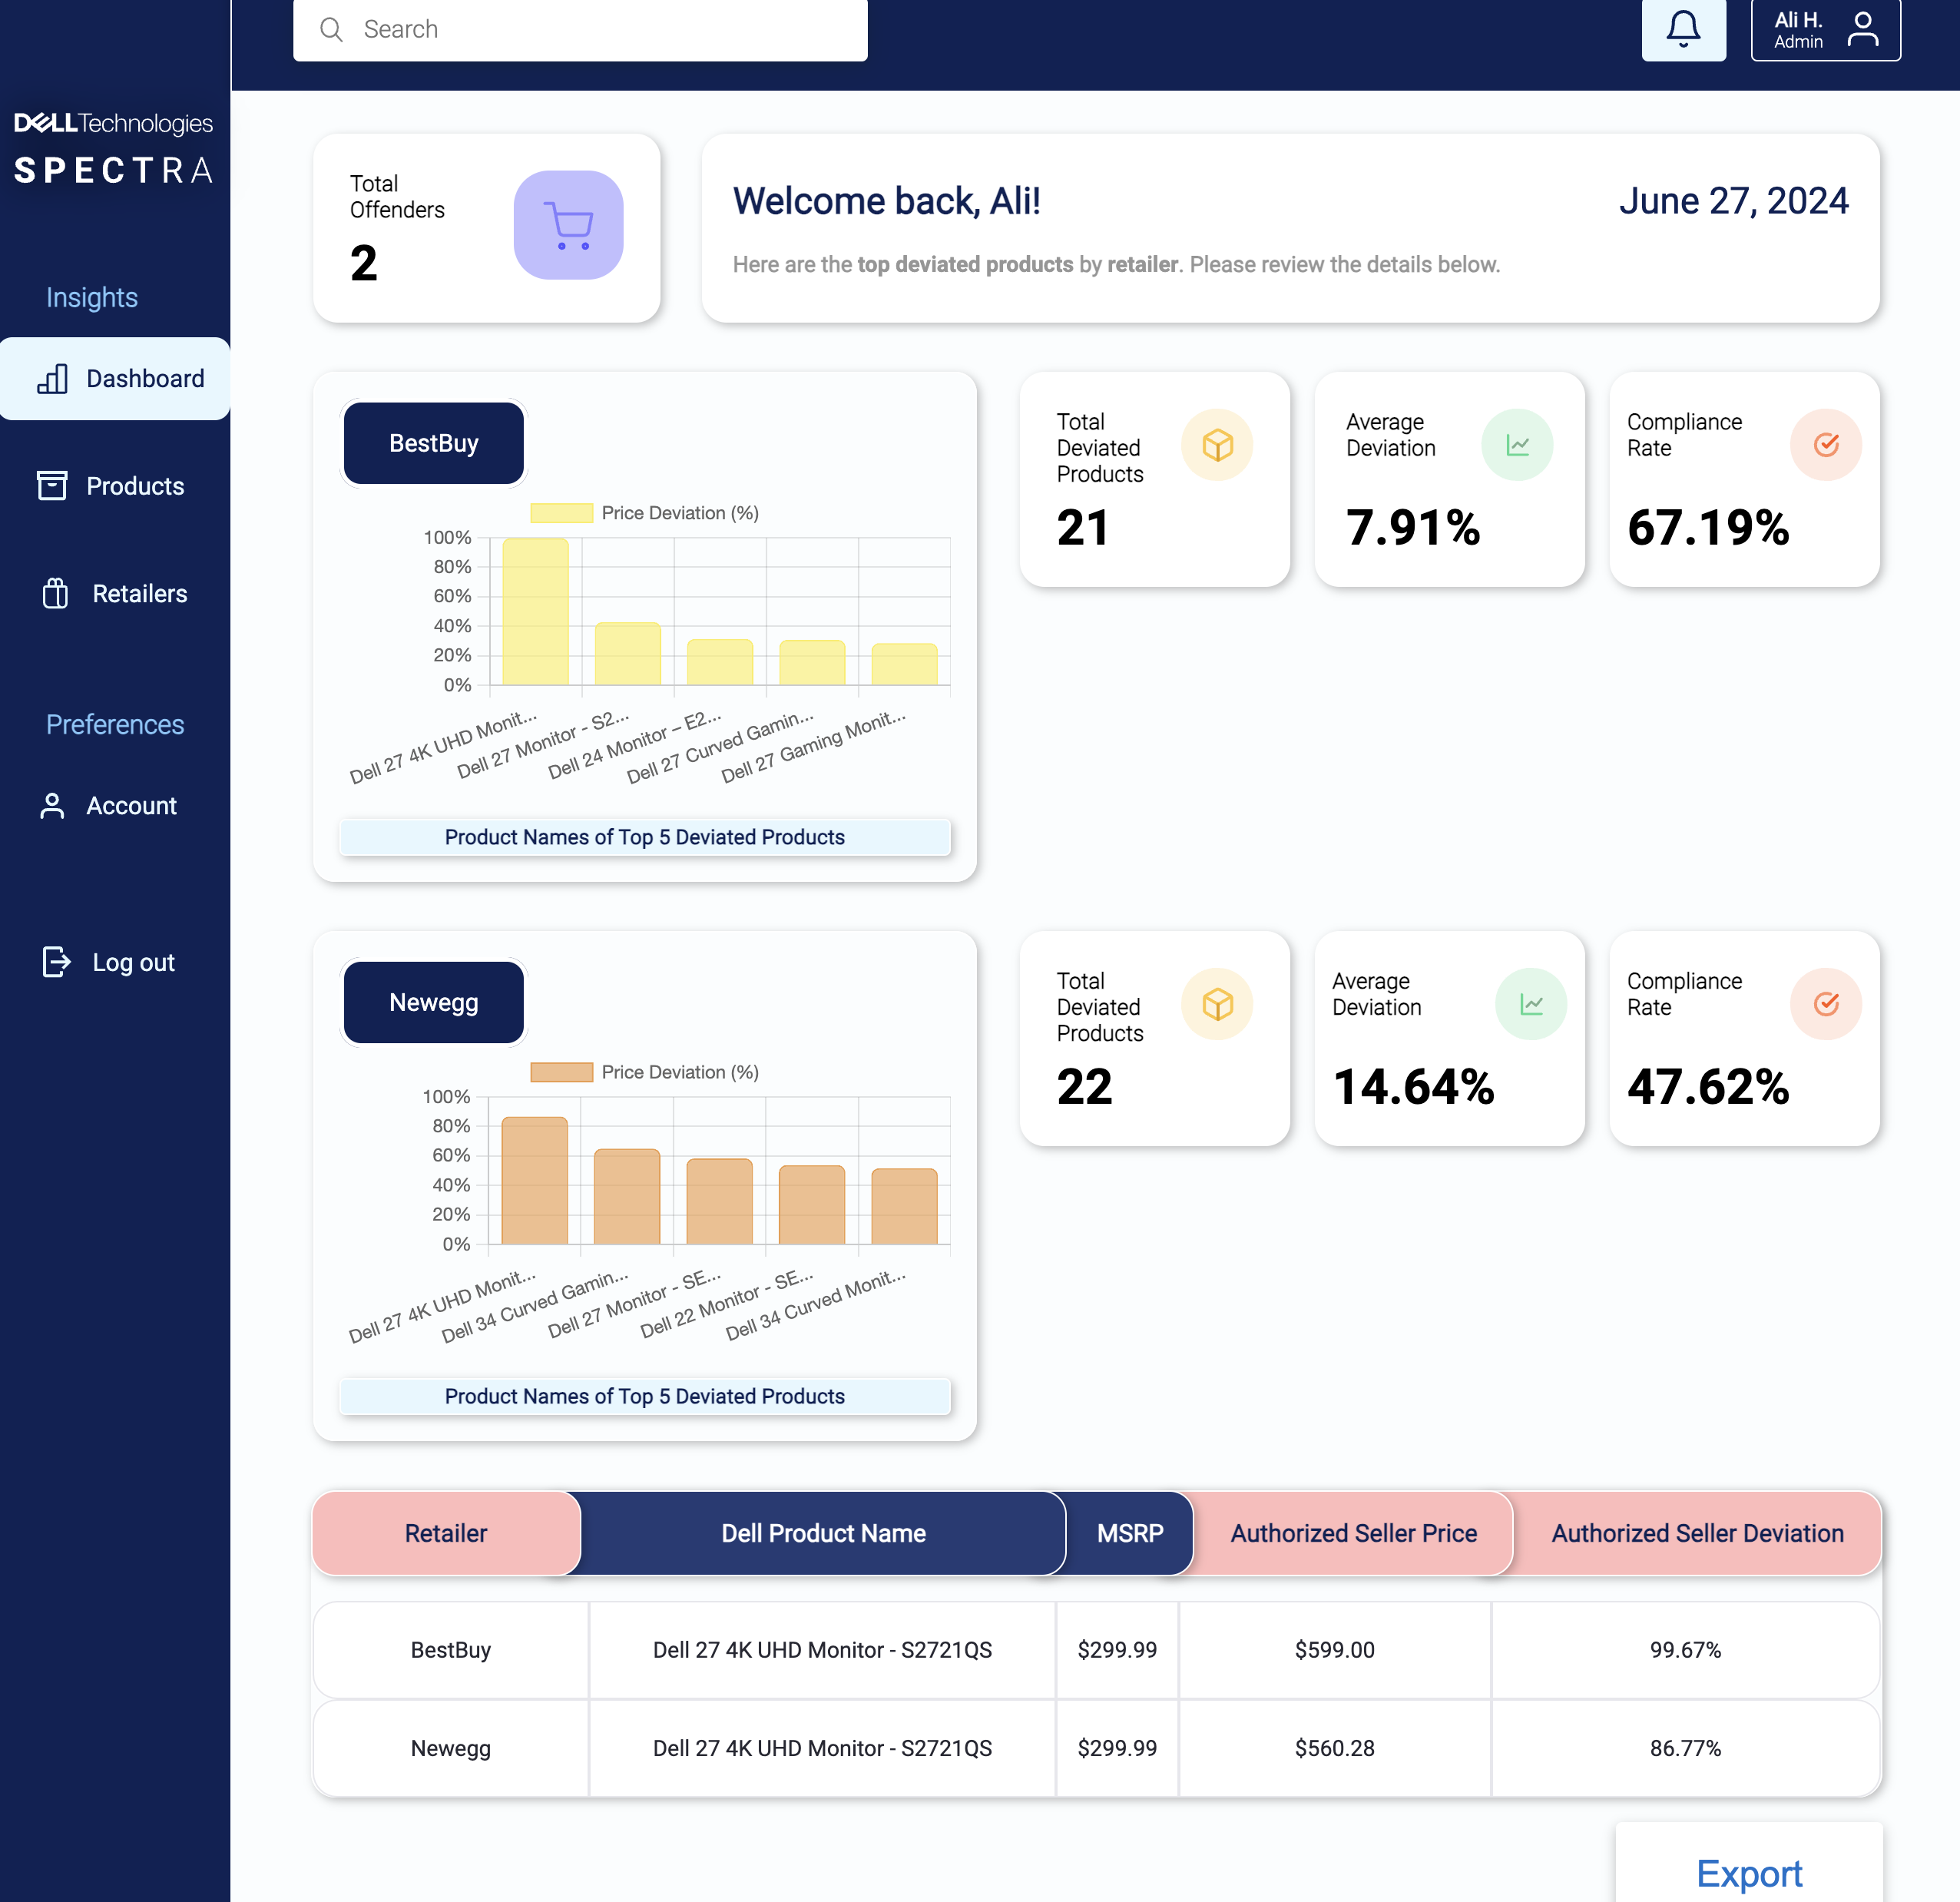 Search
Ali H.
Admin
DELLTechnologies
SPECTRA
Insights
Dashboard
Products
Retailers
Preferences
Account
Log out
Total
Offenders
2
Welcome back, Ali!
June 27, 2024
Here are the top deviated products by retailer. Please review the details below.
BestBuy
Price Deviation (%)
100%
80%
60%
40%
20%
0%
Dell 27 4K UHD Monit...
Dell 27 Monitor - S2...
Dell 24 Monitor – E2...
Dell 27 Curved Gamin...
Dell 27 Gaming Monit...
Product Names of Top 5 Deviated Products
Total
Deviated
Products
21
Average
Deviation
7.91%
Compliance
Rate
67.19%
Newegg
Price Deviation (%)
100%
80%
60%
40%
20%
0%
Dell 27 4K UHD Monit...
Dell 34 Curved Gamin...
Dell 27 Monitor - SE...
Dell 22 Monitor - SE...
Dell 34 Curved Monit...
Product Names of Top 5 Deviated Products
Total
Deviated
Products
22
Average
Deviation
14.64%
Compliance
Rate
47.62%
Retailer Dell Product Name MSRP Authorized Seller Price Authorized Seller Deviation
BestBuy Dell 27 4K UHD Monitor - S2721QS $299.99 $599.00 99.67%
Newegg Dell 27 4K UHD Monitor - S2721QS $299.99 $560.28 86.77%
Export